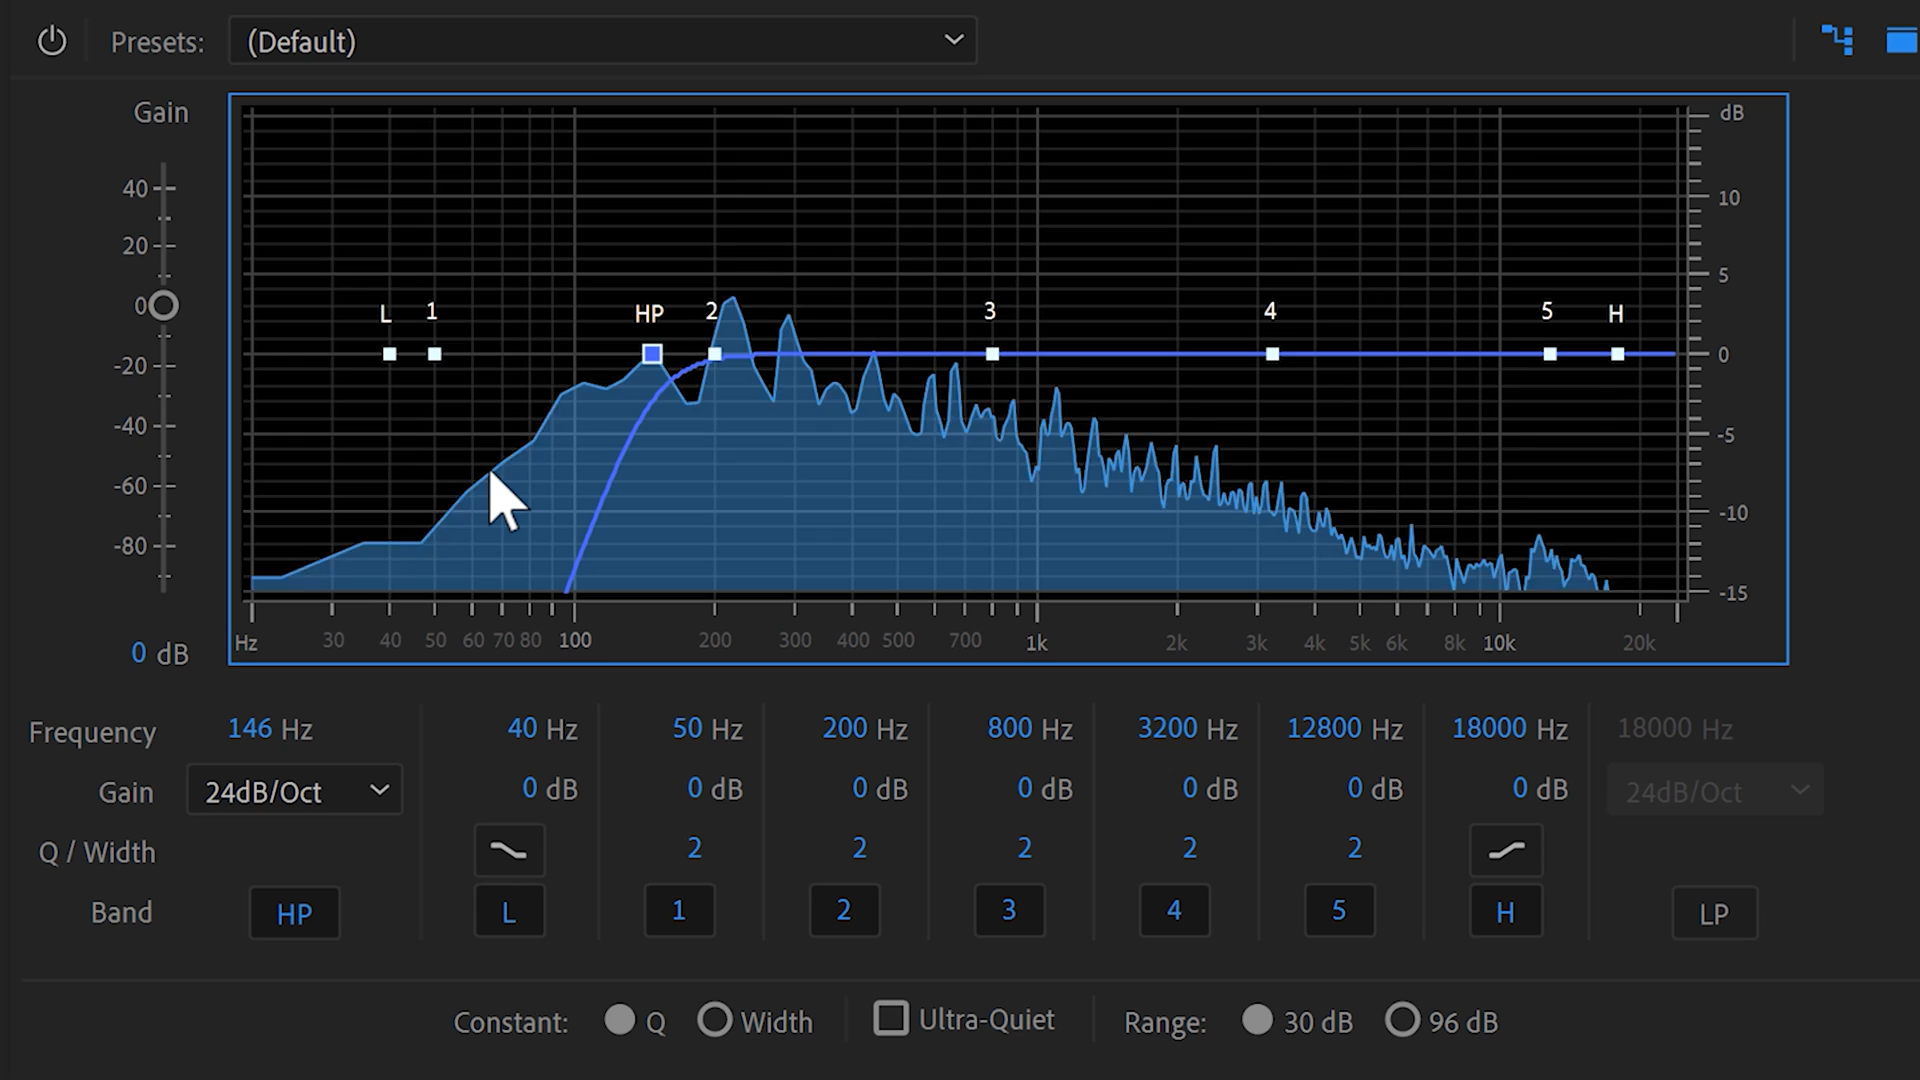 Presets: (Default)
Gain
dB
40
20
0
-20
-40
-60
-80
10
5
0
-5
-10
-15
L 1 HP 2 3 4 5 H
Hz 30 40 50 60 70 80 100 200 300 400 500 700 1k 2k 3k 4k 5k 6k 8k 10k 20k
0 dB
Frequency 146 Hz 40 Hz 50 Hz 200 Hz 800 Hz 3200 Hz 12800 Hz 18000 Hz 18000 Hz
Gain 24dB/Oct 0 dB 0 dB 0 dB 0 dB 0 dB 0 dB 0 dB 24dB/Oct
Q / Width 2 2 2 2 2
Band HP L 1 2 3 4 5 H LP
Constant: Q Width Ultra-Quiet Range: 30 dB 96 dB